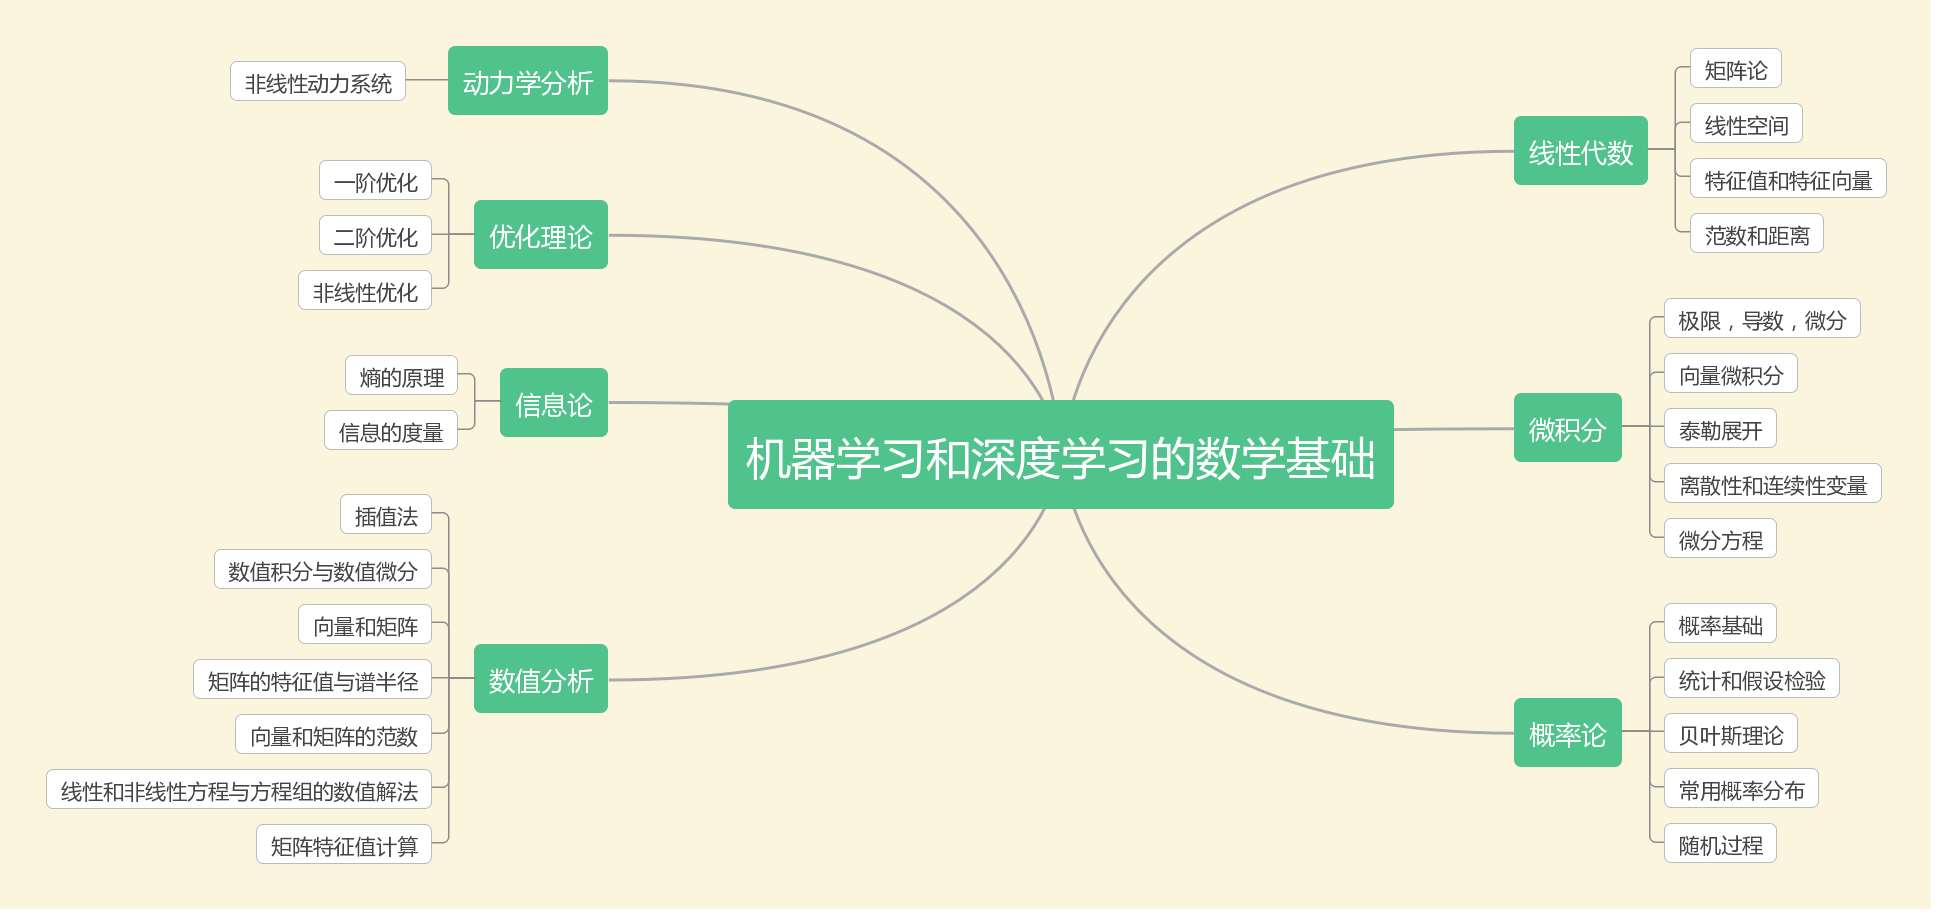 机器学习和深度学习的数学基础
动力学分析
非线性动力系统
优化理论
一阶优化
二阶优化
非线性优化
信息论
熵的原理
信息的度量
数值分析
插值法
数值积分与数值微分
向量和矩阵
矩阵的特征值与谱半径
向量和矩阵的范数
线性和非线性方程与方程组的数值解法
矩阵特征值计算
线性代数
矩阵论
线性空间
特征值和特征向量
范数和距离
微积分
极限，导数，微分
向量微积分
泰勒展开
离散性和连续性变量
微分方程
概率论
概率基础
统计和假设检验
贝叶斯理论
常用概率分布
随机过程